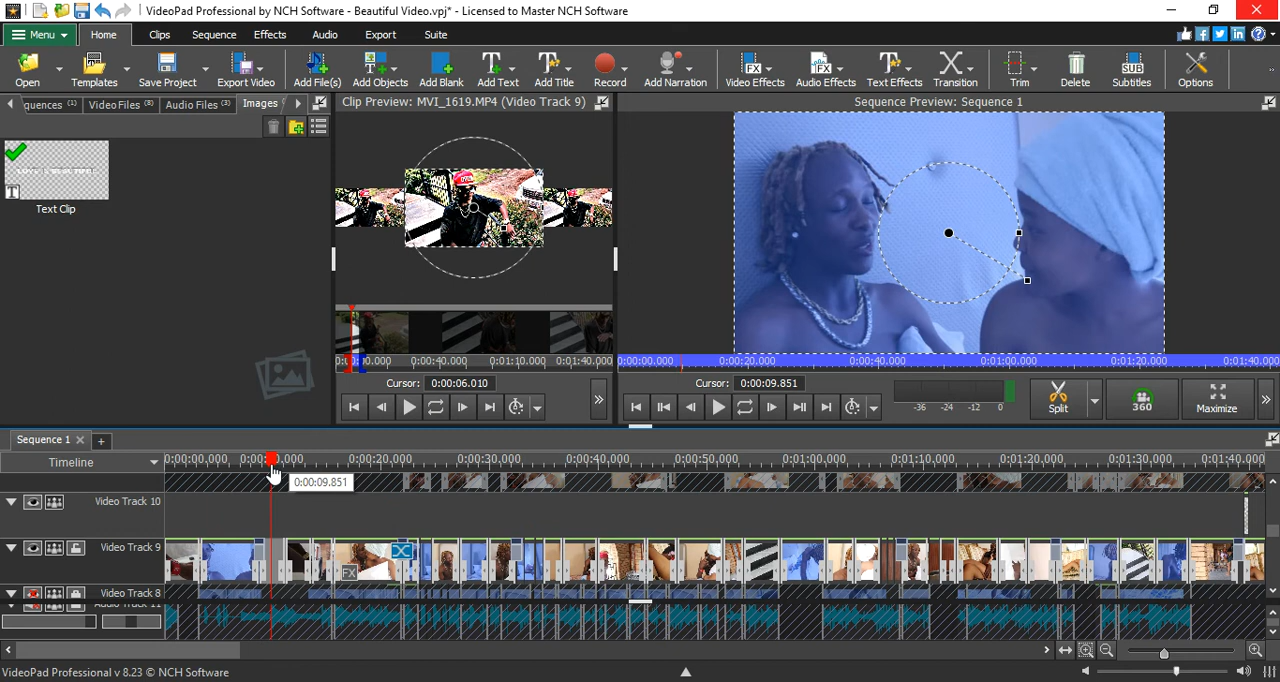 VideoPad Professional by NCH Software - Beautiful Video.vpj* - Licensed to Master NCH Software
Menu Home Clips Sequence Effects Audio Export Suite
Open Templates Save Project Export Video Add File(s) Add Objects Add Blank Add Text Add Title Record Add Narration Video Effects Audio Effects Text Effects Transition Trim Delete Subtitles Options
quences (1) Video Files (8) Audio Files (3) Images
Clip Preview: MVI_1619.MP4 (Video Track 9)
Sequence Preview: Sequence 1
LOVE IS BEAUTIFUL
Text Clip
0:00:40.000 0:01:10.000 0:01:40.000
0:00:00.000 0:00:20.000 0:00:40.000 0:01:00.000 0:01:20.000 0:01:40.000
Cursor: 0:00:06.010
Cursor: 0:00:09.851
-36 -24 -12 0
Split
360
Maximize
Sequence 1
Timeline
0:00:00.000 0:00:20.000 0:00:30.000 0:00:40.000 0:00:50.000 0:01:00.000 0:01:10.000 0:01:20.000 0:01:30.000 0:01:40.000
0:00:09.851
Video Track 10
Video Track 9
FX
Video Track 8
Audio Track 11
VideoPad Professional v 8.23 © NCH Software